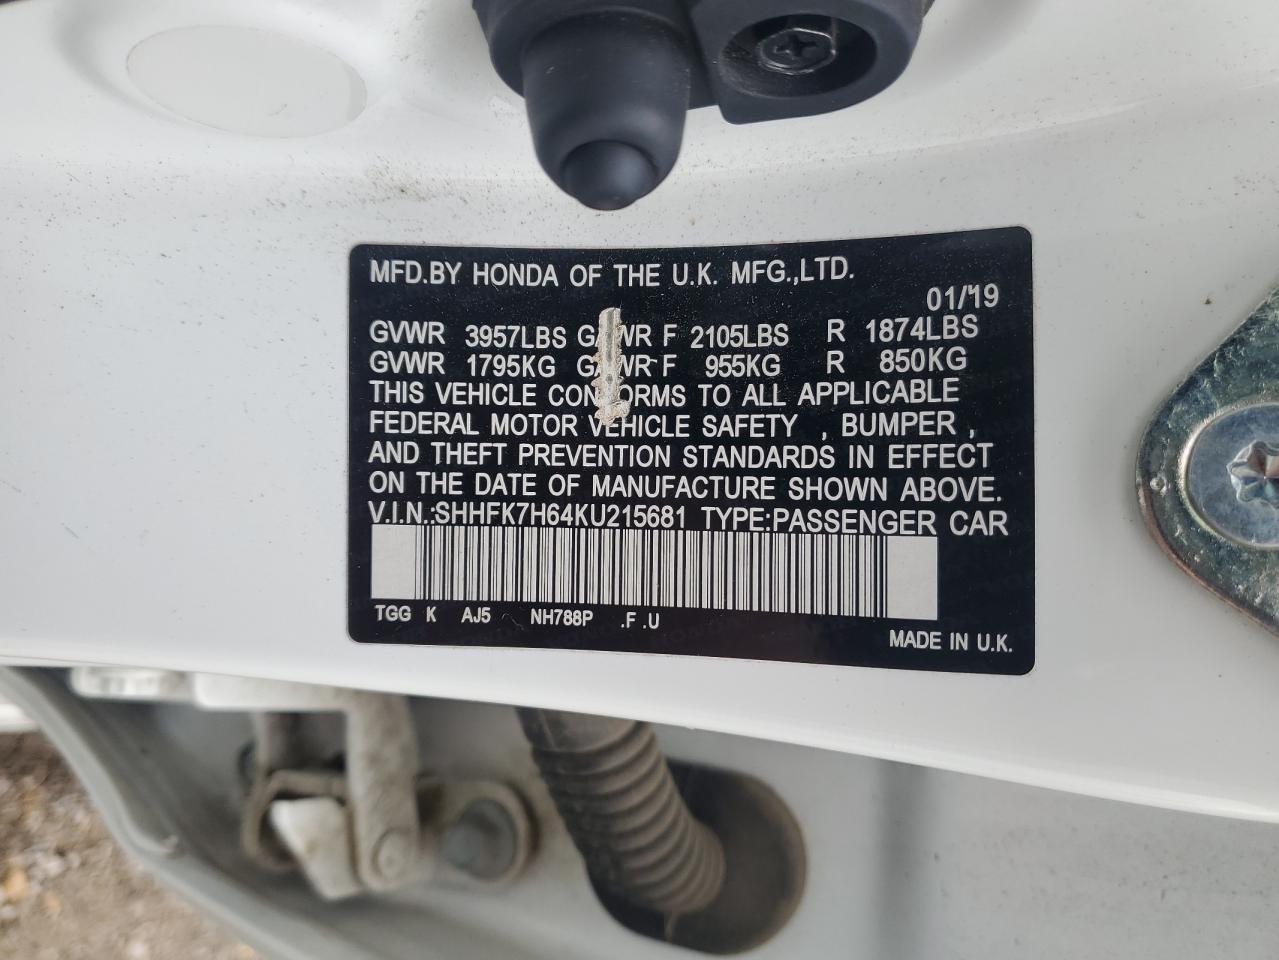 MFD.BY HONDA OF THE U.K. MFG.,LTD.
01/19
GVWR 3957LBS GAWR F 2105LBS R 1874LBS
GVWR 1795KG GAWR F 955KG R 850KG
THIS VEHICLE CONFORMS TO ALL APPLICABLE
FEDERAL MOTOR VEHICLE SAFETY , BUMPER ,
AND THEFT PREVENTION STANDARDS IN EFFECT
ON THE DATE OF MANUFACTURE SHOWN ABOVE.
V.I.N.:SHHFK7H64KU215681 TYPE:PASSENGER CAR
TGG K AJ5 NH788P .F .U
MADE IN U.K.